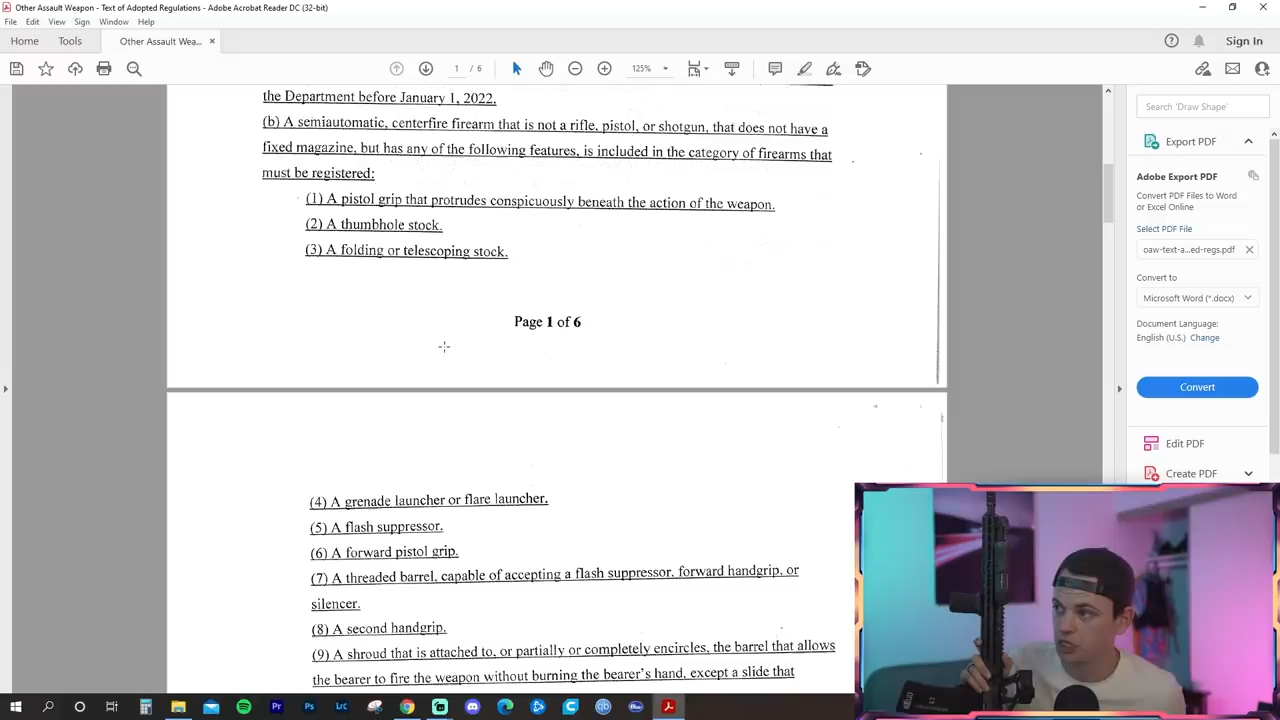 Other Assault Weapon - Text of Adopted Regulations - Adobe Acrobat Reader DC (32-bit)
File Edit View Sign Window Help
Home Tools Other Assault Wea... × Sign In
1 / 6 125%
the Department before January 1, 2022.
(b) A semiautomatic, centerfire firearm that is not a rifle, pistol, or shotgun, that does not have a
fixed magazine, but has any of the following features, is included in the category of firearms that
must be registered:
(1) A pistol grip that protrudes conspicuously beneath the action of the weapon.
(2) A thumbhole stock.
(3) A folding or telescoping stock.
Page 1 of 6
(4) A grenade launcher or flare launcher.
(5) A flash suppressor.
(6) A forward pistol grip.
(7) A threaded barrel, capable of accepting a flash suppressor, forward handgrip, or
silencer.
(8) A second handgrip.
(9) A shroud that is attached to, or partially or completely encircles, the barrel that allows
the bearer to fire the weapon without burning the bearer's hand, except a slide that
Search 'Draw Shape'
Export PDF
Adobe Export PDF
Convert PDF Files to Word
or Excel Online
Select PDF File
oaw-text-a...ed-regs.pdf
Convert to
Microsoft Word (*.docx)
Document Language:
English (U.S.) Change
Convert
Edit PDF
Create PDF
Pr Ps Lrc